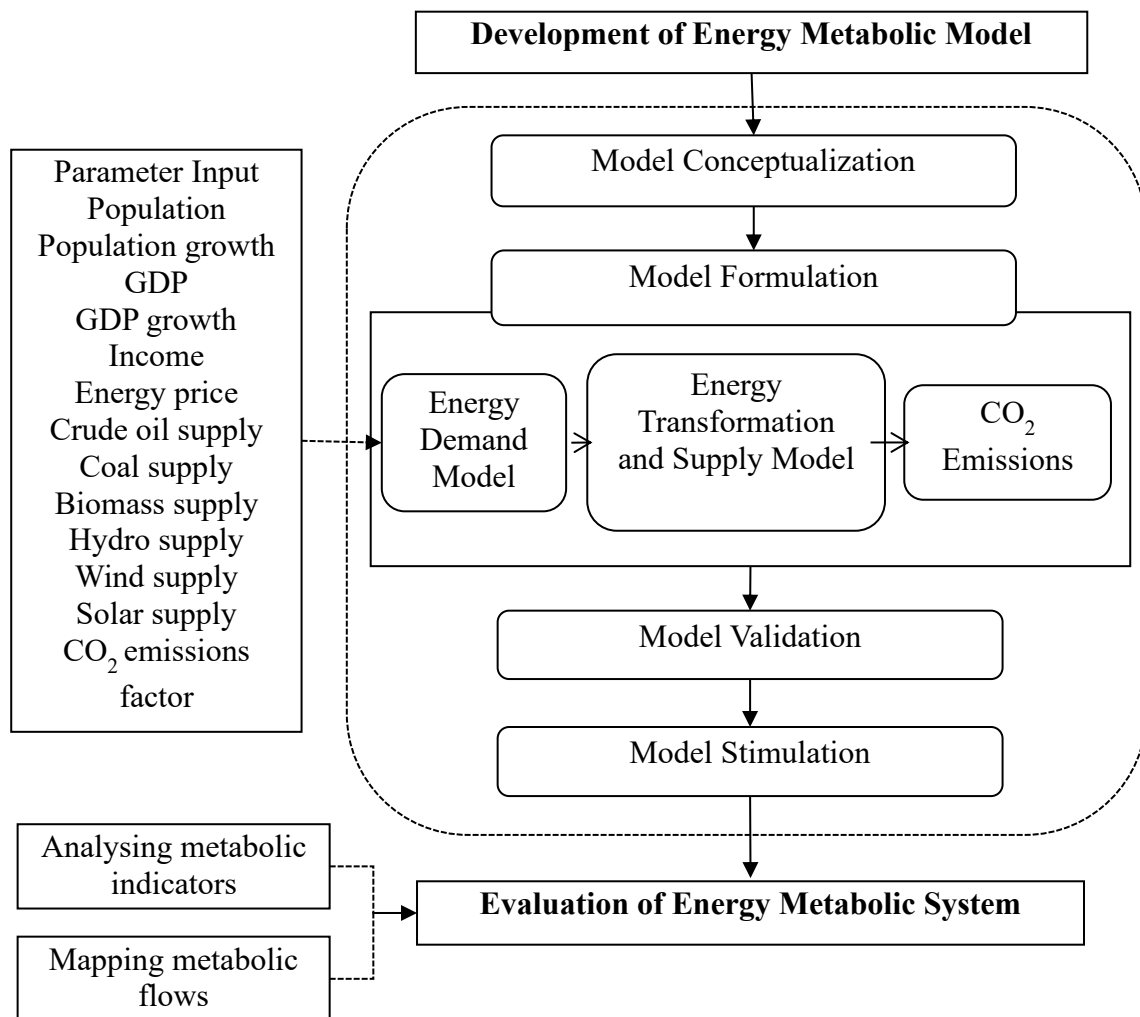 Development of Energy Metabolic Model
Model Conceptualization
Model Formulation
Parameter Input
Population
Population growth
GDP
GDP growth
Income
Energy price
Crude oil supply
Coal supply
Biomass supply
Hydro supply
Wind supply
Solar supply
CO₂ emissions
factor
Energy
Demand
Model
Energy
Transformation
and Supply Model
CO₂
Emissions
Model Validation
Model Stimulation
Analysing metabolic
indicators
Mapping metabolic
flows
Evaluation of Energy Metabolic System